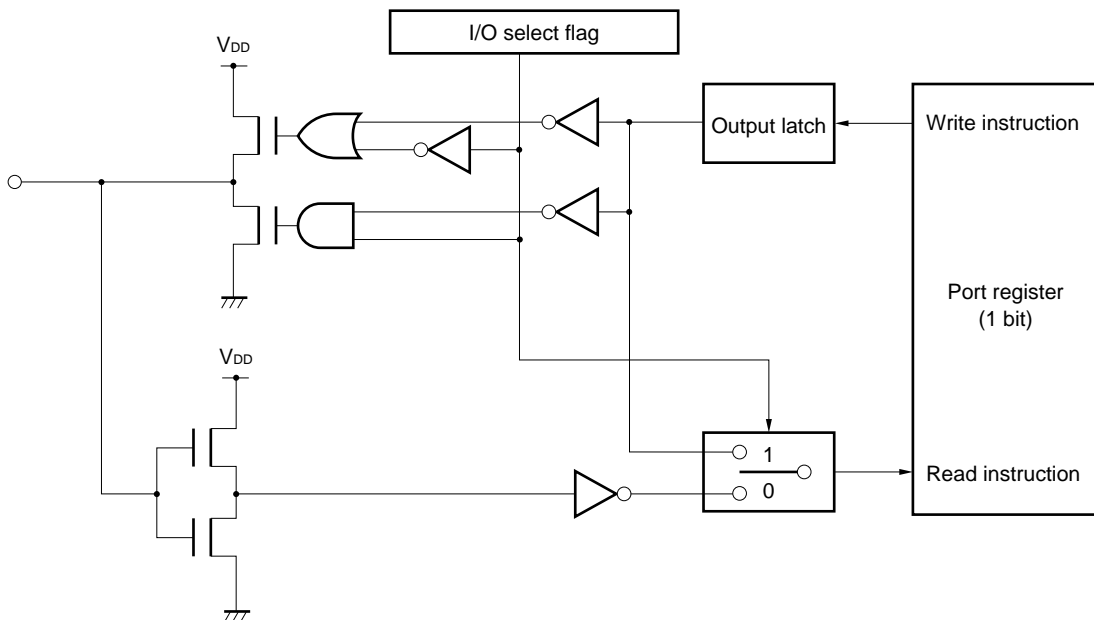 I/O select flag
VDD
Output latch
Write instruction
Port register
(1 bit)
VDD
1
0
Read instruction